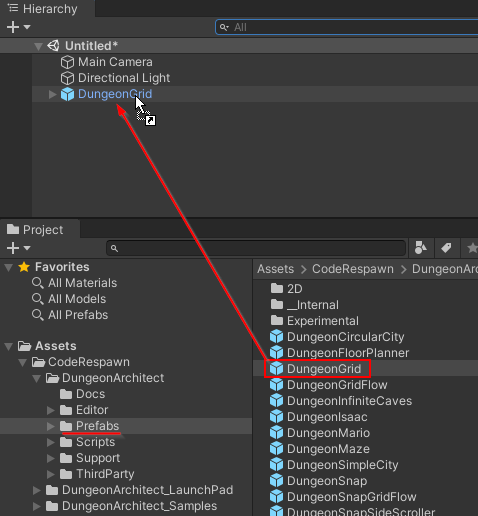 Hierarchy
All
Untitled*
Main Camera
Directional Light
DungeonGrid
Project
Favorites
All Materials
All Models
All Prefabs
Assets
CodeRespawn
DungeonArchitect
Docs
Editor
Prefabs
Scripts
Support
ThirdParty
DungeonArchitect_LaunchPad
DungeonArchitect_Samples
Assets > CodeRespawn > DungeonArc
2D
__Internal
Experimental
DungeonCircularCity
DungeonFloorPlanner
DungeonGrid
DungeonGridFlow
DungeonInfiniteCaves
DungeonIsaac
DungeonMario
DungeonMaze
DungeonSimpleCity
DungeonSnap
DungeonSnapGridFlow
DungeonSnapSideScroller